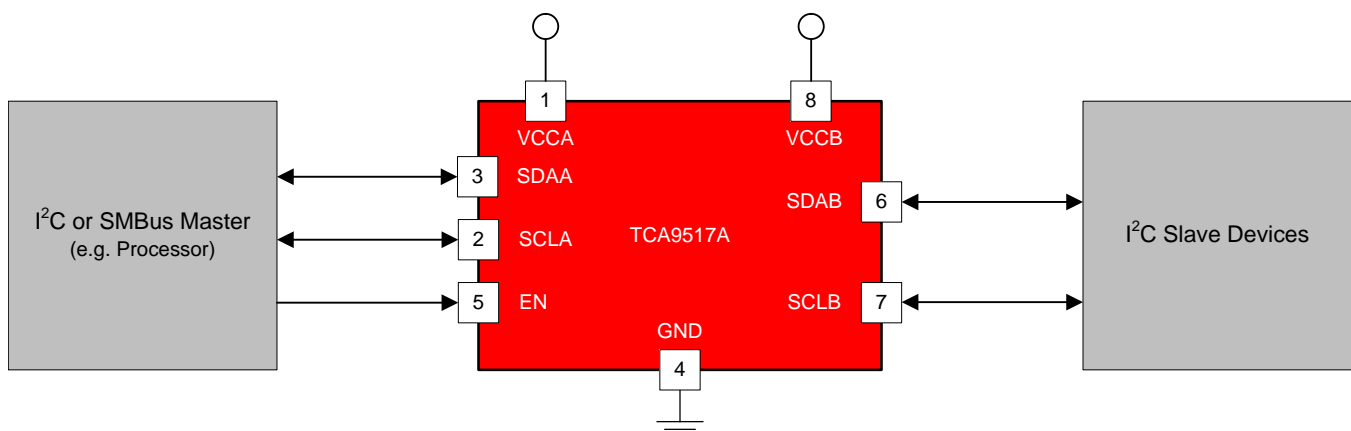 1
8
VCCA
VCCB
3
SDAA
SDAB
6
I²C or SMBus Master
(e.g. Processor)
2
SCLA
TCA9517A
I²C Slave Devices
5
EN
SCLB
7
GND
4